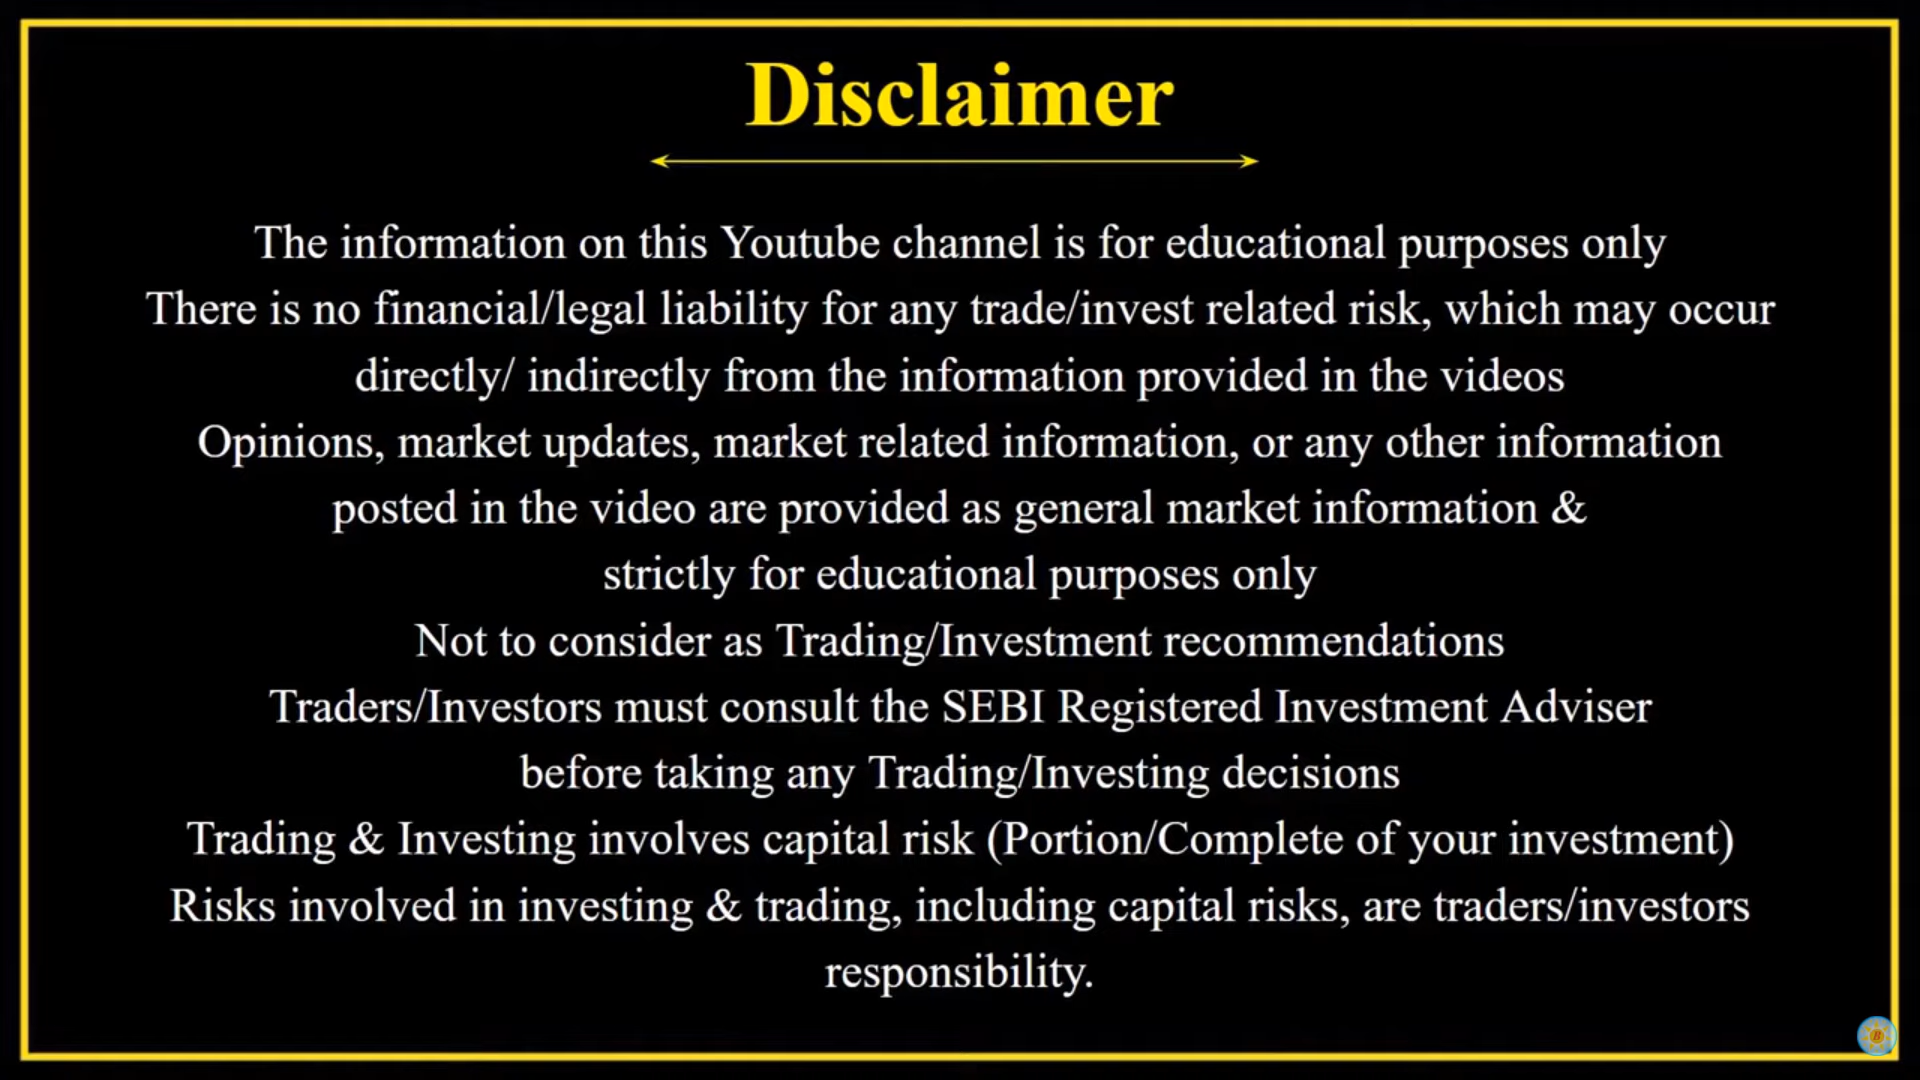 Disclaimer
The information on this Youtube channel is for educational purposes only
There is no financial/legal liability for any trade/invest related risk, which may occur
directly/ indirectly from the information provided in the videos
Opinions, market updates, market related information, or any other information
posted in the video are provided as general market information &
strictly for educational purposes only
Not to consider as Trading/Investment recommendations
Traders/Investors must consult the SEBI Registered Investment Adviser
before taking any Trading/Investing decisions
Trading & Investing involves capital risk (Portion/Complete of your investment)
Risks involved in investing & trading, including capital risks, are traders/investors
responsibility.